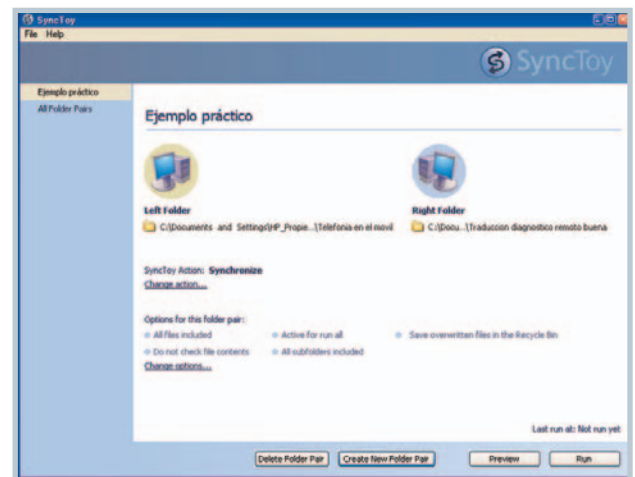 SyncToy
File Help
SyncToy
Ejemplo práctico
All Folder Pairs
Ejemplo práctico
Left Folder
Right Folder
C:\Documents and Settings\HP_Propie...\Telefonia en el movil
C:\Docu...\Traduccion diagnostico remoto buena
SyncToy Action: Synchronize
Change action...
Options for this folder pair:
All files included
Active for run all
Save overwritten files in the Recycle Bin
Do not check file contents
All subfolders included
Change options...
Last run at: Not run yet
Delete Folder Pair
Create New Folder Pair
Preview
Run